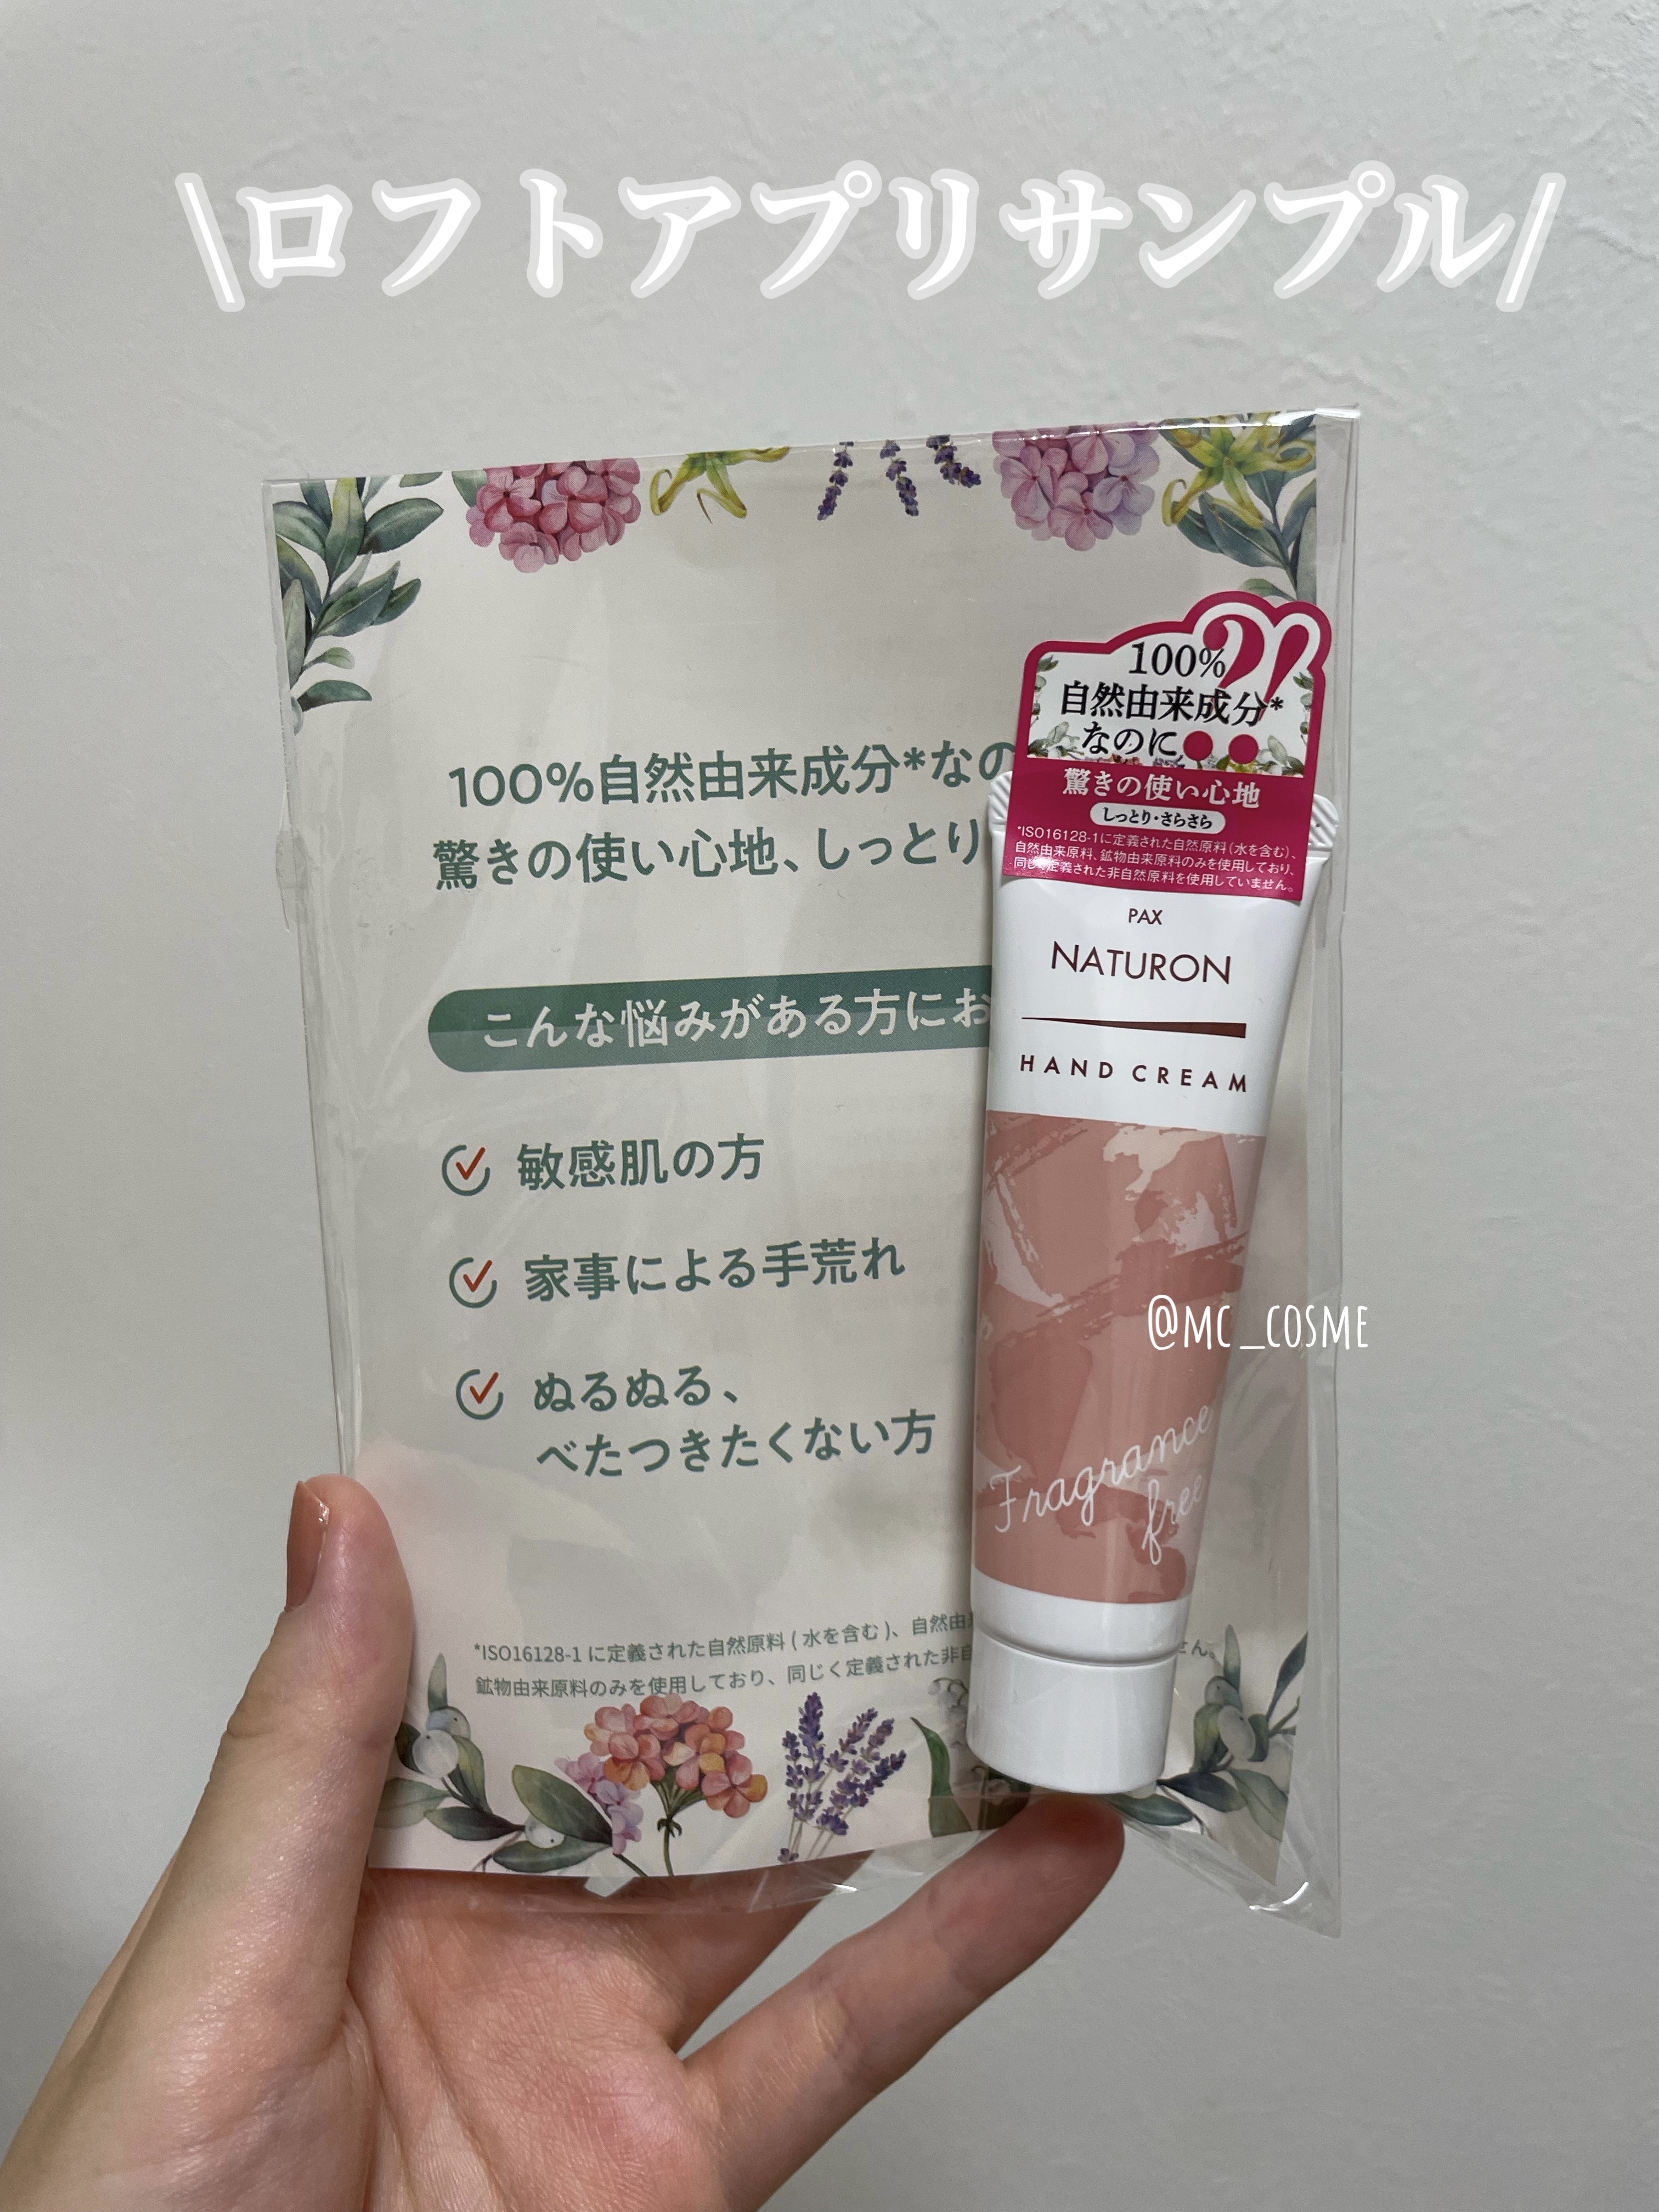 \ロフトアプリサンプル/
100%自然由来成分*なの
驚きの使い心地、しっとり
こんな悩みがある方にお
敏感肌の方
家事による手荒れ
ぬるぬる、
べたつきたくない方
*ISO16128-1に定義された自然原料(水を含む)、自然由来
鉱物由来原料のみを使用しており、同じく定義された非自
せん。
100%
自然由来成分*
なのに‥
?!
驚きの使い心地
しっとり・さらさら
*ISO16128-1に定義された自然原料(水を含む)、
自然由来原料、鉱物由来原料のみを使用しており、
同じく定義された非自然原料を使用していません。
PAX
NATURON
HAND CREAM
@MC_COSME
Fragrance
free